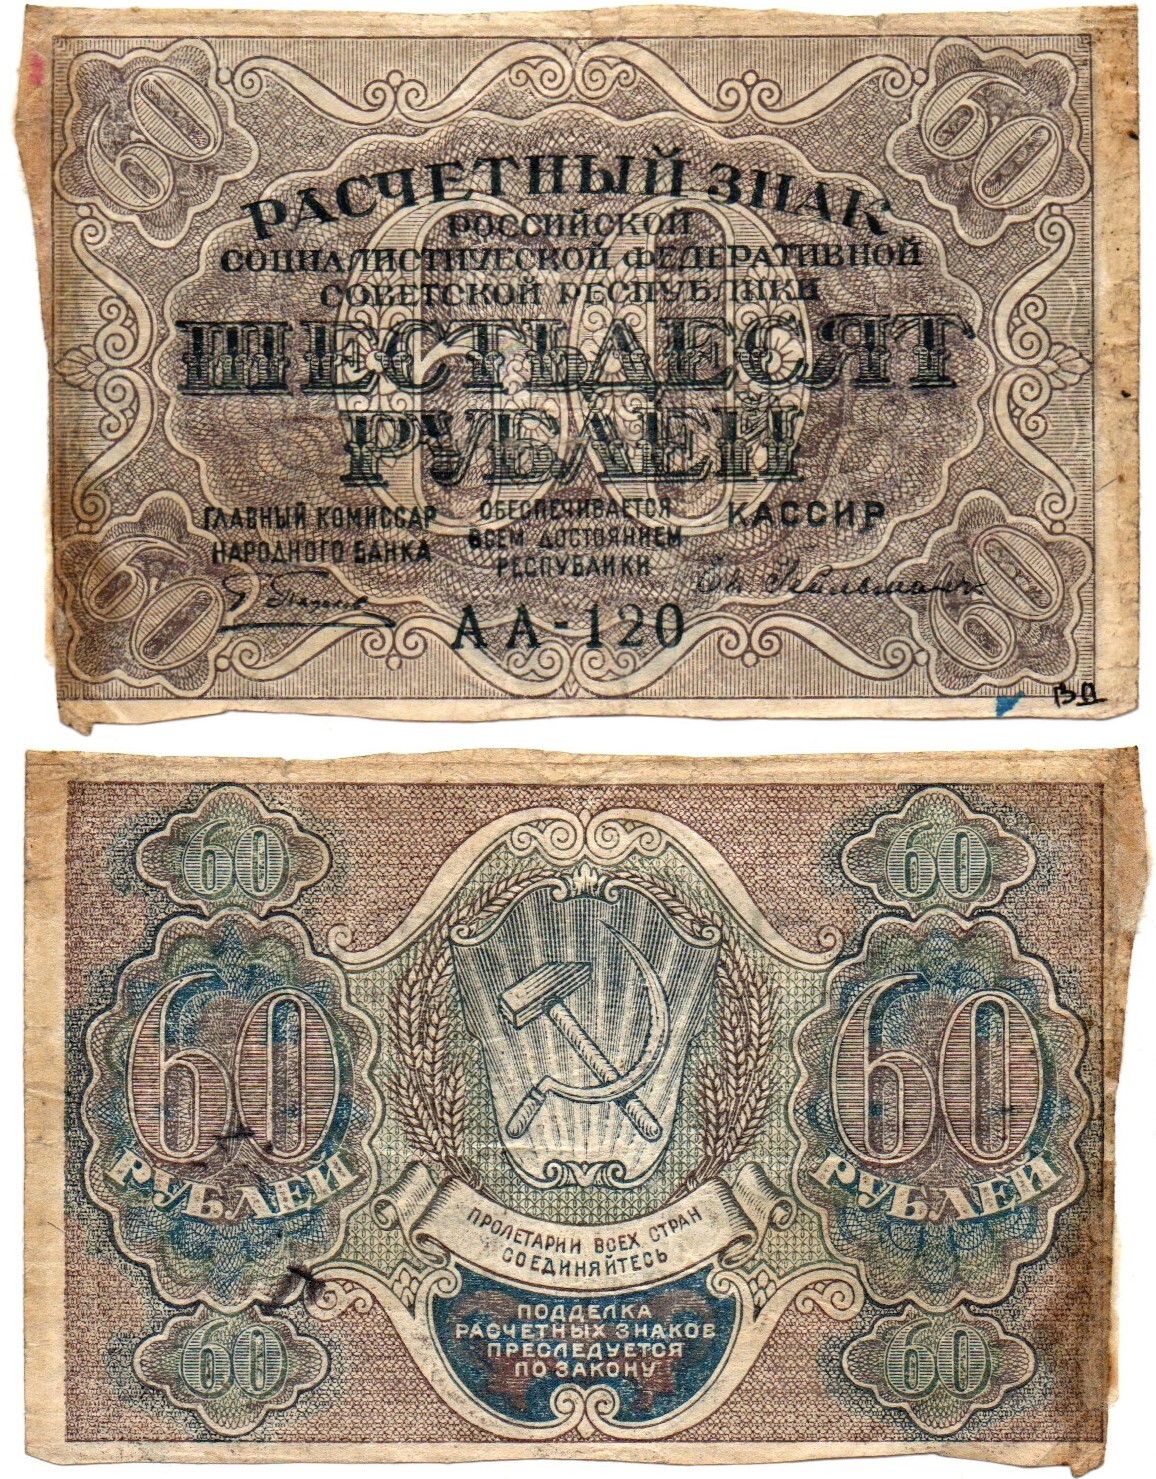 60 60
РАСЧЕТНЫЙ ЗНАК
РОССИЙСКОЙ
СОЦИАЛИСТИЧЕСКОЙ ФЕДЕРАТИВНОЙ
СОВЕТСКОЙ РЕСПУБЛИКИ
60
ШЕСТЬДЕСЯТ
РУБЛЕЙ
ГЛАВНЫЙ КОМИССАР
НАРОДНОГО БАНКА
ОБЕСПЕЧИВАЕТСЯ
ВСЕМ ДОСТОЯНИЕМ
РЕСПУБЛИКИ
КАССИР
АА-120
60 60
60 60
60 60
РУБЛЕЙ РУБЛЕЙ
ПРОЛЕТАРИИ ВСЕХ СТРАН
СОЕДИНЯЙТЕСЬ
ПОДДЕЛКА
РАСЧЕТНЫХ ЗНАКОВ
ПРЕСЛЕДУЕТСЯ
ПО ЗАКОНУ
60 60